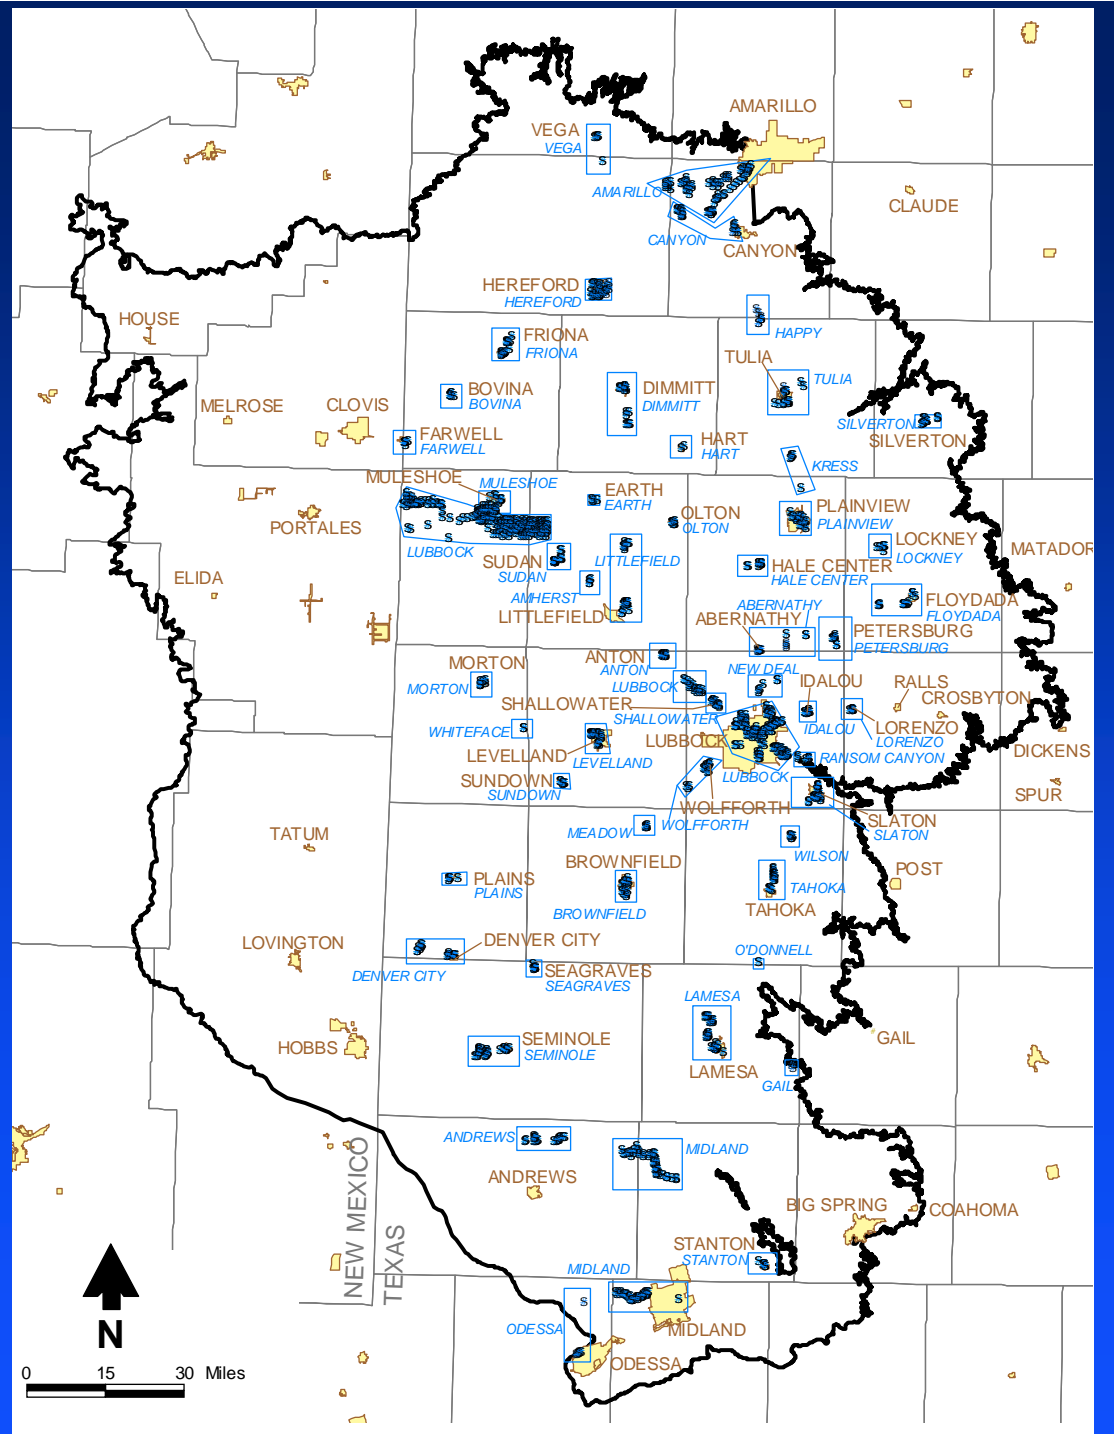 AMARILLO
VEGA
VEGA
AMARILLO
CLAUDE
CANYON
CANYON
HEREFORD
HEREFORD
HOUSE
FRIONA
FRIONA
HAPPY
TULIA
TULIA
BOVINA
BOVINA
DIMMITT
DIMMITT
MELROSE
CLOVIS
FARWELL
FARWELL
HART
HART
SILVERTON
SILVERTON
KRESS
MULESHOE
MULESHOE
EARTH
EARTH
OLTON
OLTON
PLAINVIEW
PLAINVIEW
PORTALES
LUBBOCK
SUDAN
SUDAN
LITTLEFIELD
LOCKNEY
LOCKNEY
MATADOR
HALE CENTER
HALE CENTER
ELIDA
AMHERST
LITTLEFIELD
ABERNATHY
ABERNATHY
FLOYDADA
FLOYDADA
PETERSBURG
PETERSBURG
ANTON
ANTON
MORTON
MORTON
LUBBOCK
NEW DEAL
IDALOU
IDALOU
RALLS
CROSBYTON
SHALLOWATER
SHALLOWATER
LORENZO
LORENZO
WHITEFACE
LEVELLAND
LEVELLAND
LUBBOCK
LUBBOCK
RANSOM CANYON
DICKENS
SUNDOWN
SUNDOWN
SPUR
WOLFFORTH
WOLFFORTH
SLATON
SLATON
TATUM
MEADOW
WILSON
BROWNFIELD
BROWNFIELD
POST
PLAINS
PLAINS
TAHOKA
TAHOKA
LOVINGTON
DENVER CITY
DENVER CITY
O'DONNELL
SEAGRAVES
SEAGRAVES
LAMESA
LAMESA
HOBBS
SEMINOLE
SEMINOLE
GAIL
GAIL
ANDREWS
ANDREWS
MIDLAND
NEW MEXICO
TEXAS
BIG SPRING
COAHOMA
STANTON
STANTON
MIDLAND
MIDLAND
ODESSA
ODESSA
N
0 15 30 Miles